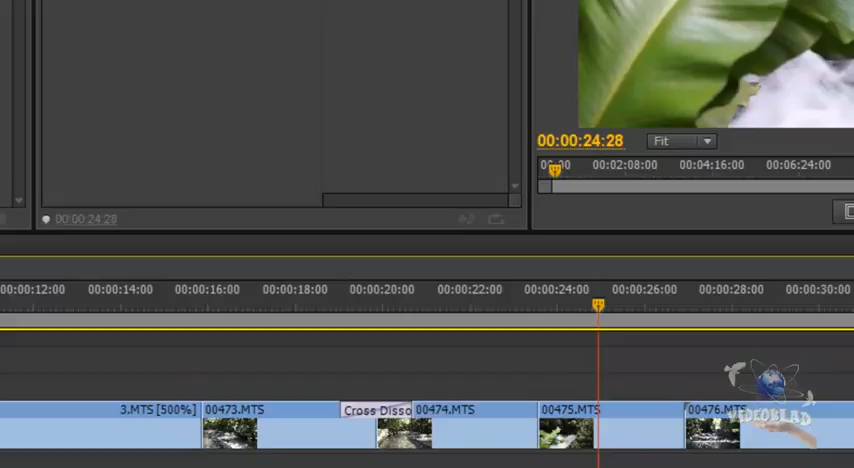 00:00:24:28
Fit
00:00
00:02:08:00
00:04:16:00
00:06:24:00
00:00:24:28
00:00:12:00
00:00:14:00
00:00:16:00
00:00:18:00
00:00:20:00
00:00:22:00
00:00:24:00
00:00:26:00
00:00:28:00
00:00:30:00
3.MTS [500%]
00473.MTS
Cross Disso
00474.MTS
00475.MTS
00476.MTS
VIDEOBLAD